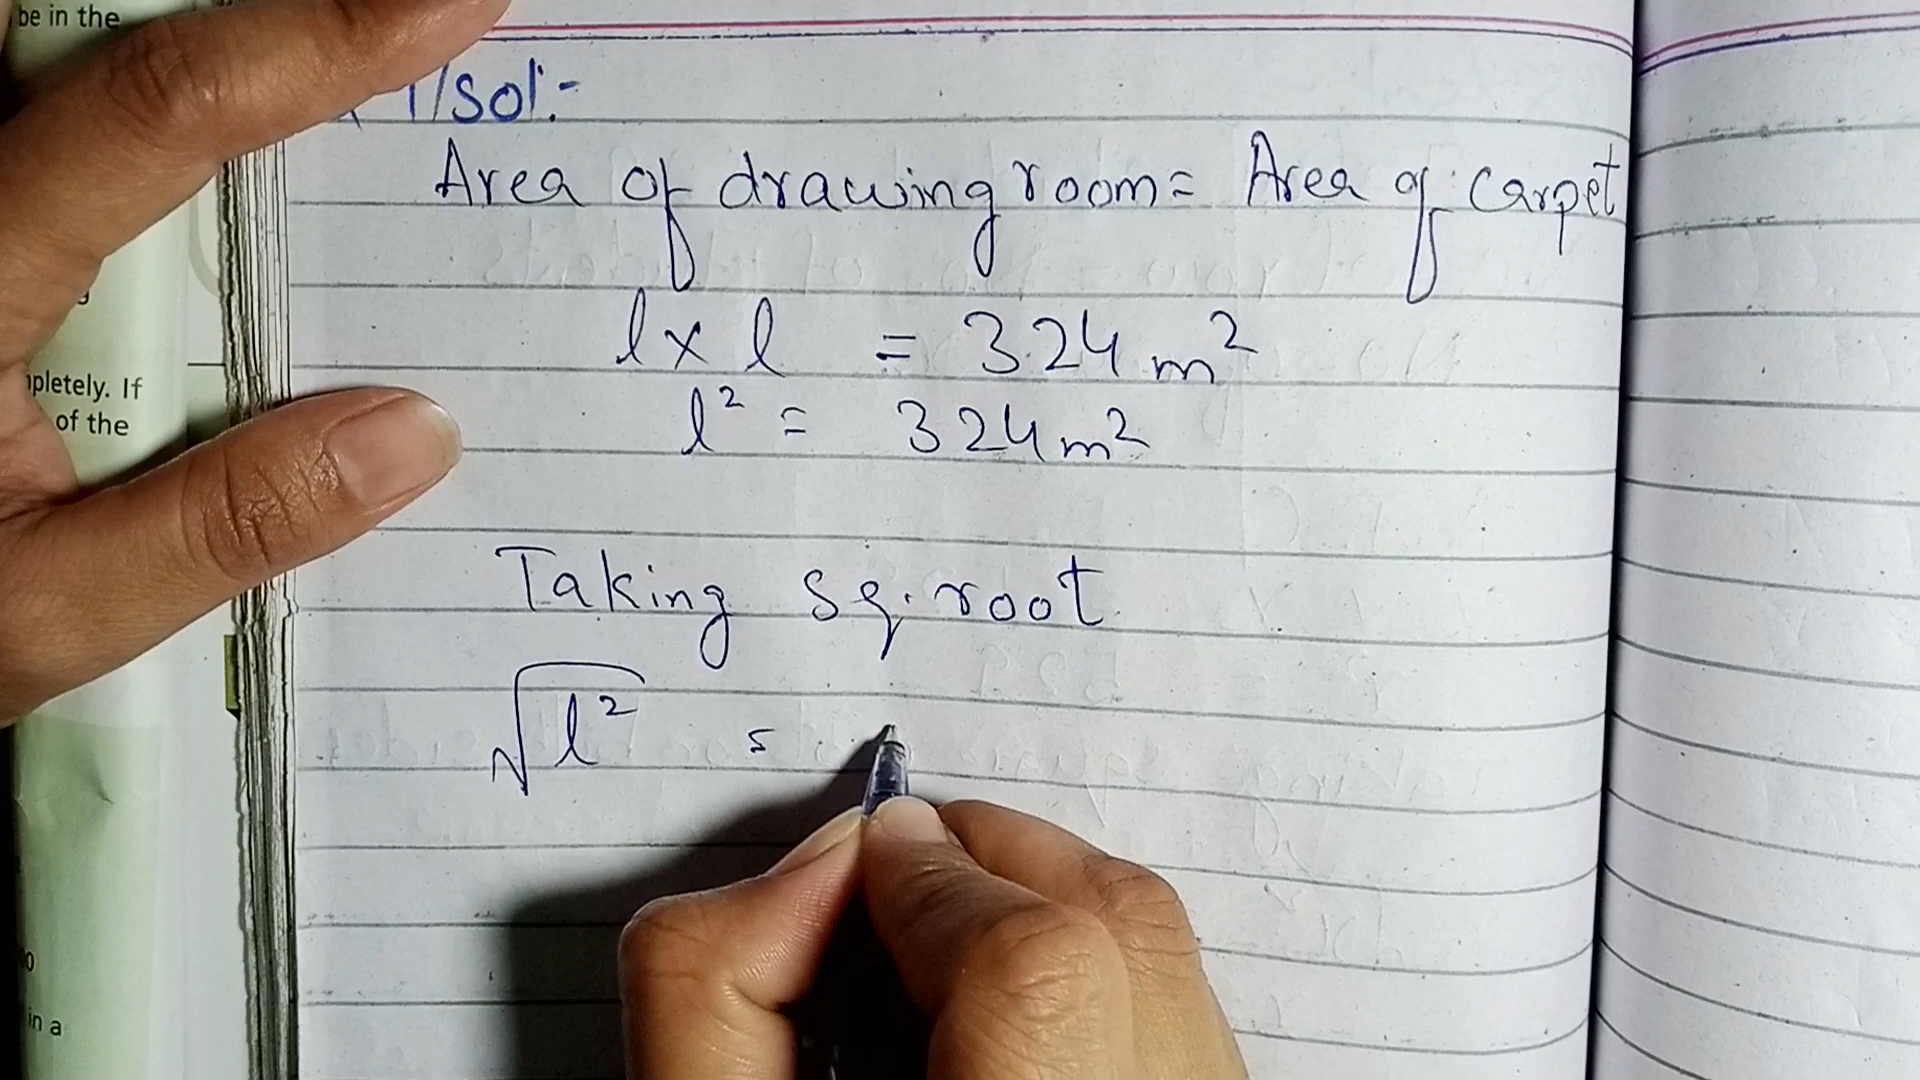 be in the
1/Sol:-
Area of drawing room = Area of carpet
l × l = 324 m²
l² = 324 m²
pletely. If
of the
Taking Sq. root
√l² =
in a